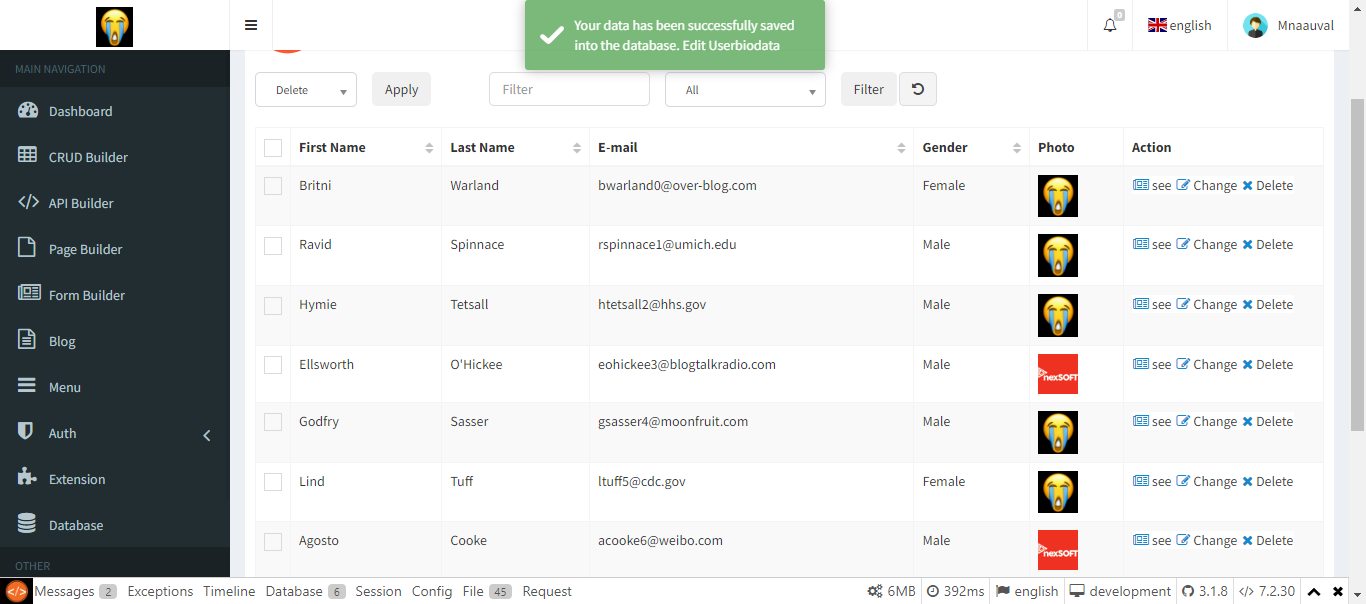 Your data has been successfully saved
into the database. Edit Userbiodata
0
english
Mnaauval
MAIN NAVIGATION
Dashboard
CRUD Builder
API Builder
Page Builder
Form Builder
Blog
Menu
Auth
Extension
Database
OTHER
Delete Apply Filter All Filter
First Name Last Name E-mail Gender Photo Action
Britni Warland bwarland0@over-blog.com Female see Change Delete
Ravid Spinnace rspinnace1@umich.edu Male see Change Delete
Hymie Tetsall htetsall2@hhs.gov Male see Change Delete
Ellsworth O'Hickee eohickee3@blogtalkradio.com Male nexSOFT see Change Delete
Godfry Sasser gsasser4@moonfruit.com Male see Change Delete
Lind Tuff ltuff5@cdc.gov Female see Change Delete
Agosto Cooke acooke6@weibo.com Male nexSOFT see Change Delete
Messages 2 Exceptions Timeline Database 6 Session Config File 45 Request 6MB 392ms english development 3.1.8 7.2.30